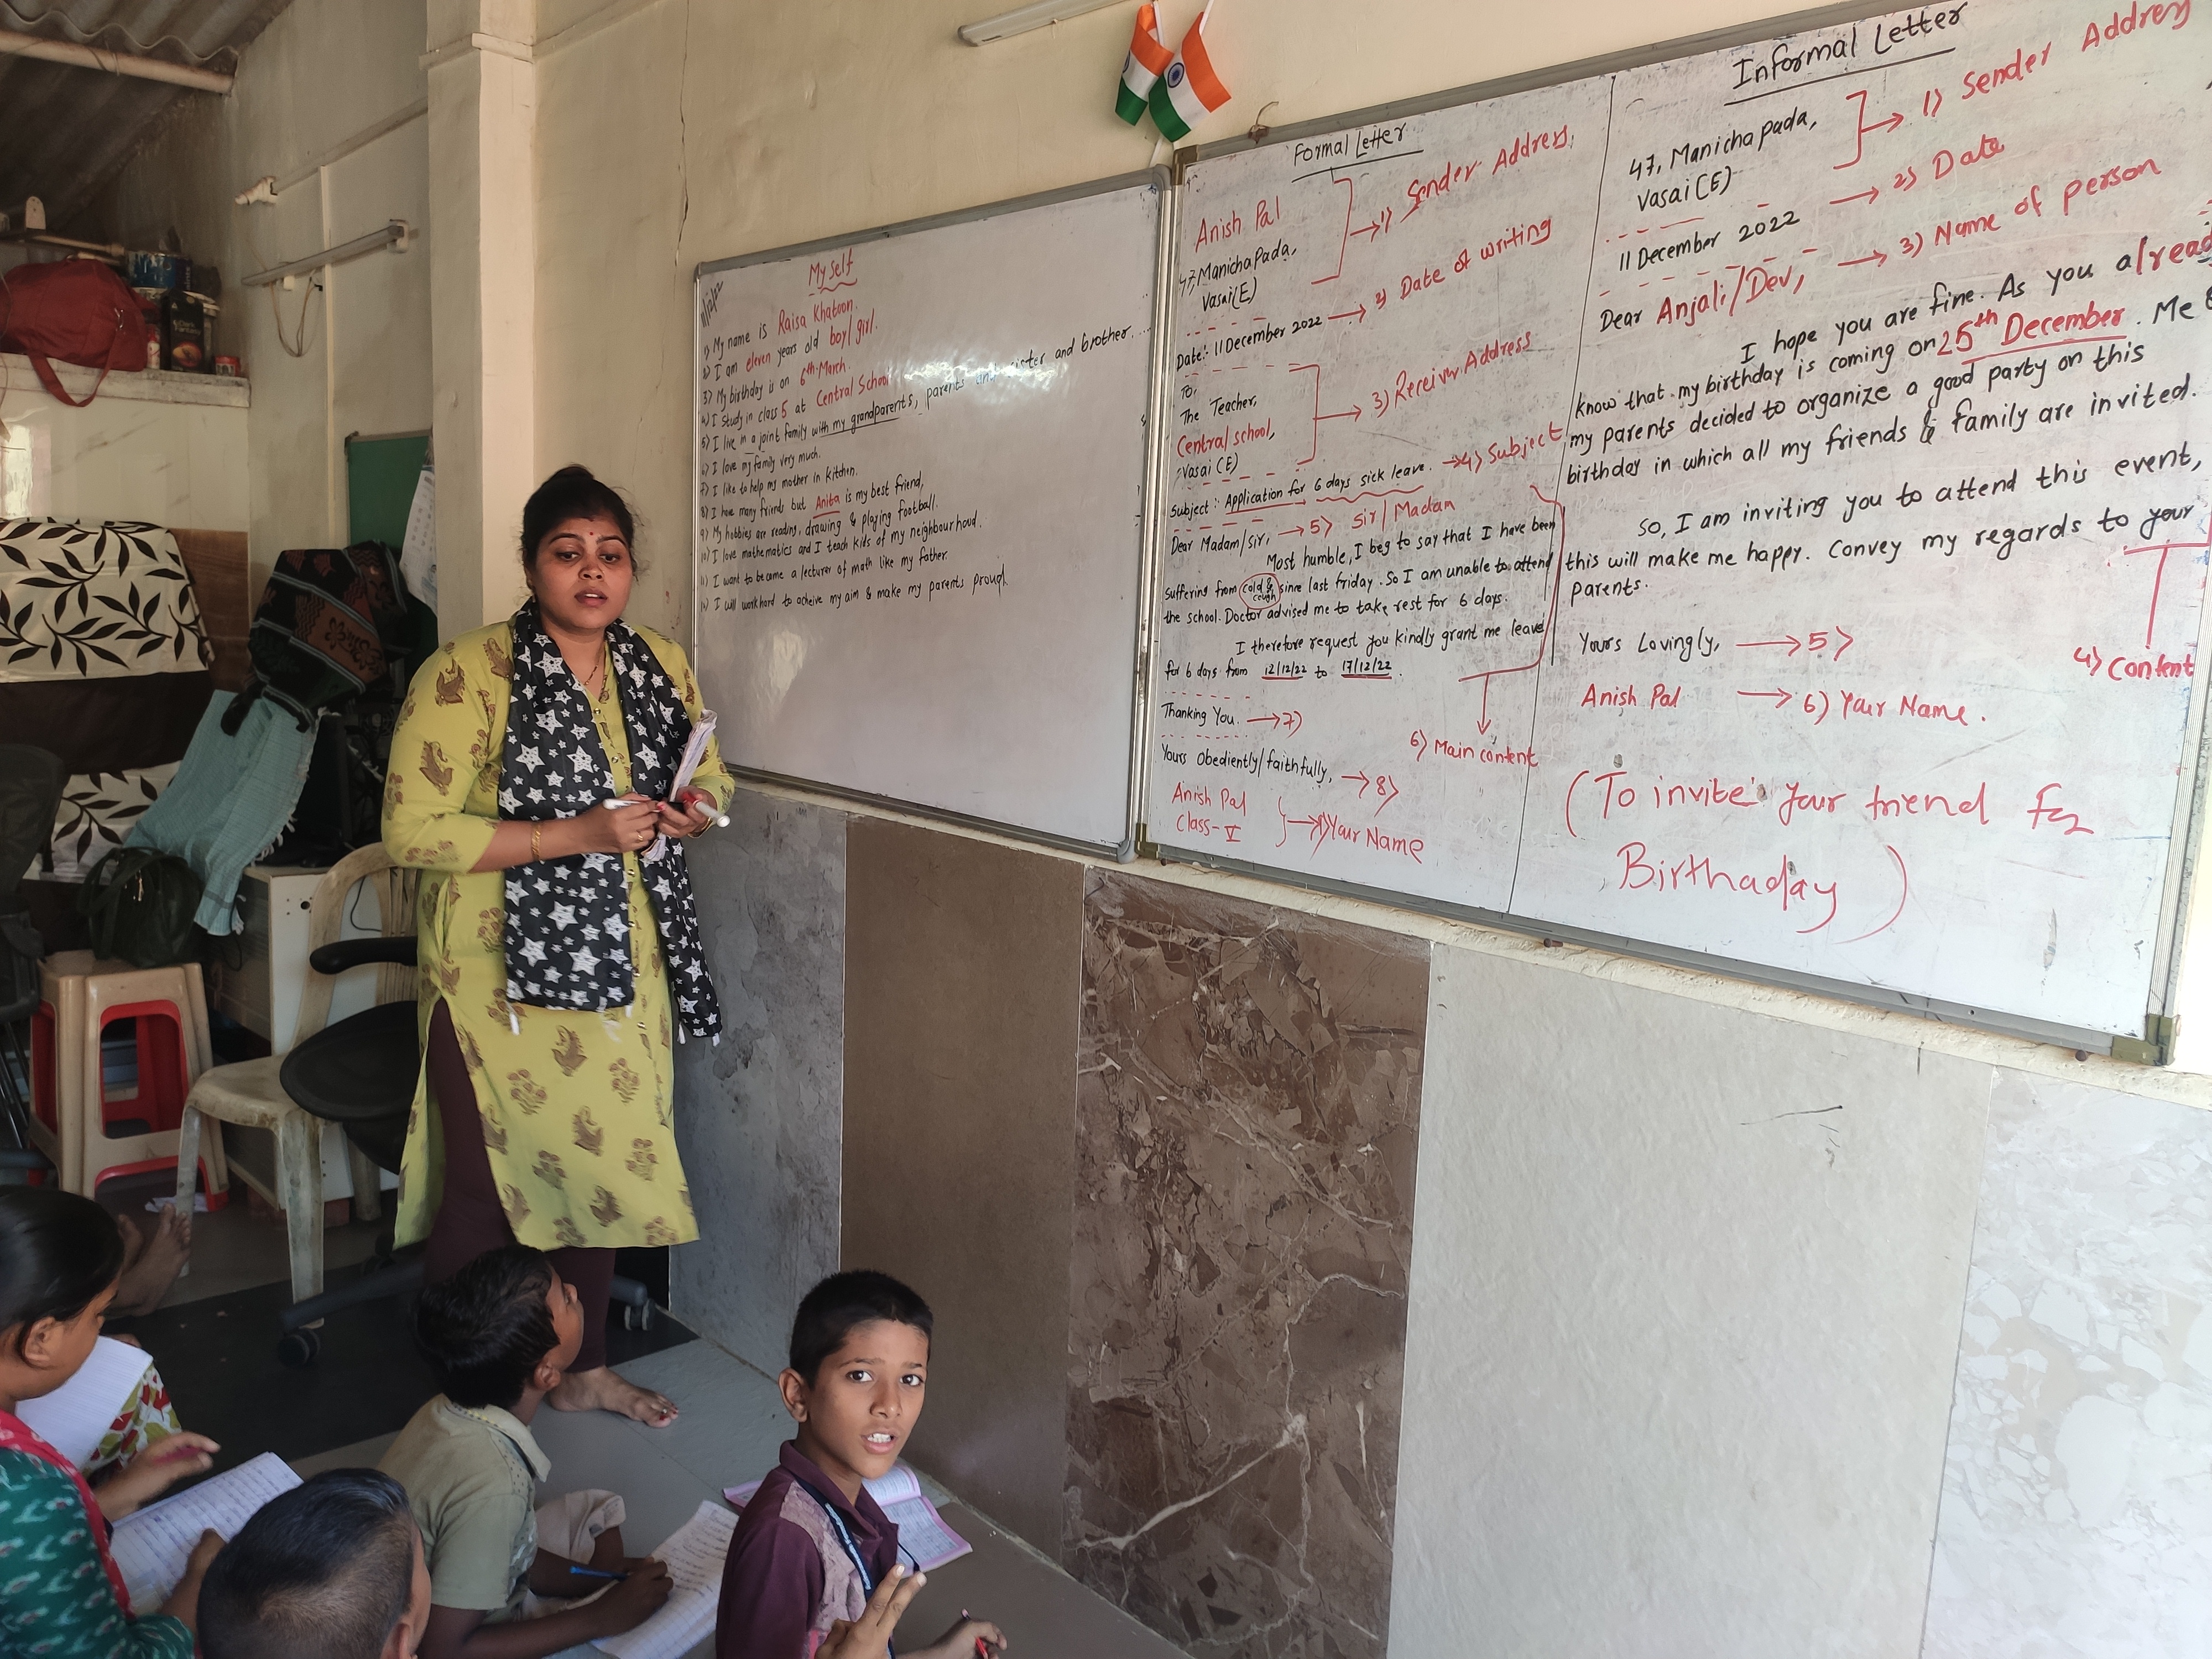 My self
11/12/22
1) My name is Raisa Khatoon.
2) I am eleven years old boy/girl.
3) My birthday is on 6th March.
4) I study in class 5 at Central School
5) I live in a joint family with my grandparents, parents and sister and brother....
6) I love my family very much.
7) I like to help my mother in kitchen.
8) I have many friends but Anita is my best friend,
9) My hobbies are reading, drawing & playing football.
10) I love mathematics and I teach kids of my neighbourhood.
11) I want to become a lecturer of math like my father.
12) I will work hard to acheive my aim & make my parents proud.
Formal Letter
Anish Pal
47, Manichapada,
Vasai(E)
→ 1) Sender Address.
Date:- 11 December 2022 → 2) Date of writing
To,
The Teacher,
Central school,
Vasai (E)
→ 3) Receiver Address
Subject: Application for 6 days sick leave. → 4) Subject
Dear Madam/Sir, → 5) Sir/Madam
Most humble, I beg to say that I have been
suffering from cold & cough since last friday. So I am unable to attend
the school. Doctor advised me to take rest for 6 days.
I therefore request you kindly grant me leave
for 6 days from 12/12/22 to 17/12/22.
6) Main content
Thanking You. → 7)
Yours Obediently/faithfully, → 8)
Anish Pal
Class-V
→ 9) Your Name
Informal Letter
47, Manichapada,
Vasai(E)
→ 1) Sender Address
11 December 2022 → 2) Date
Dear Anjali/Dev, → 3) Name of person
I hope you are fine. As you
know that my birthday is coming on 25th December. Me &
my parents decided to organize a good party on this
birthday in which all my friends & family are invited.
So, I am inviting you to attend this event,
this will make me happy. Convey my regards to your
parents.
4) Content
Yours Lovingly, → 5)
Anish Pal → 6) Your Name.
(To invite your friend for
Birthaday)